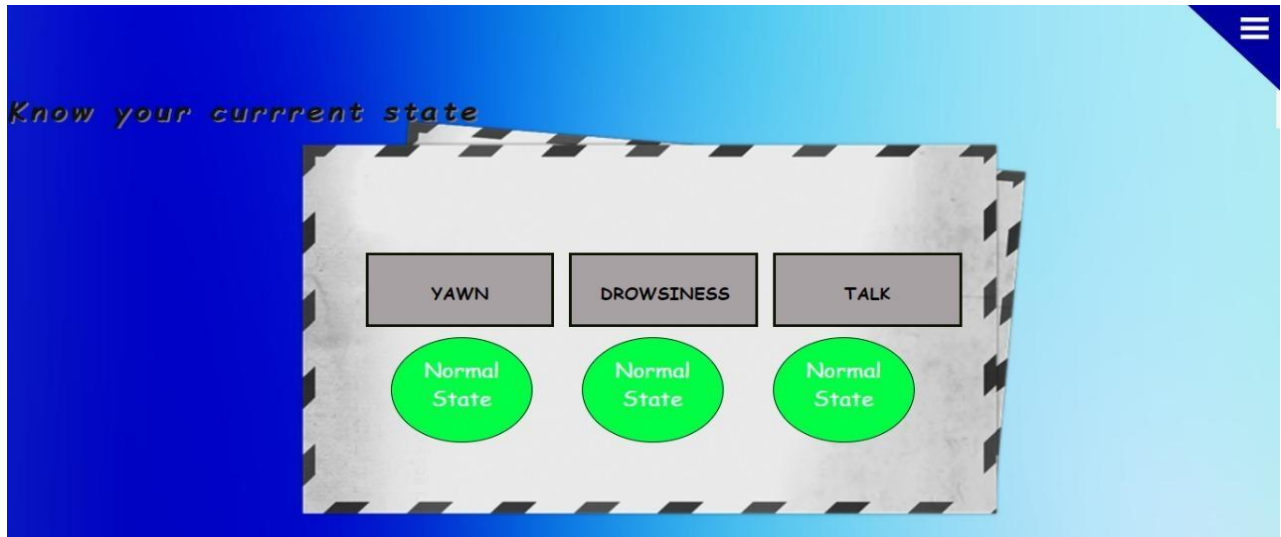 Know your currrent state
YAWN DROWSINESS TALK
Normal State Normal State Normal State